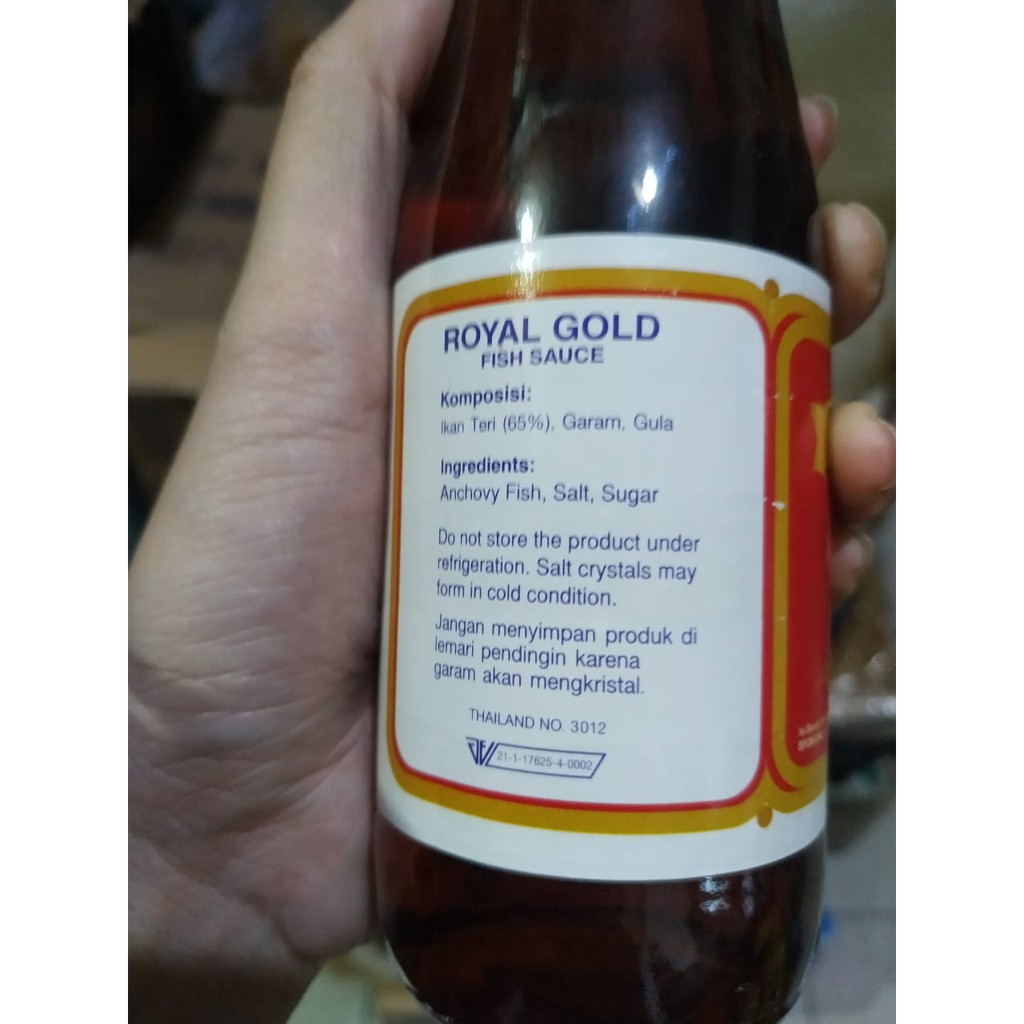 ROYAL GOLD
FISH SAUCE
Komposisi:
Ikan Teri (65%), Garam, Gula
Ingredients:
Anchovy Fish, Salt, Sugar
Do not store the product under
refrigeration. Salt crystals may
form in cold condition.
Jangan menyimpan produk di
lemari pendingin karena
garam akan mengkristal.
THAILAND NO. 3012
21-1-17625-4-0002